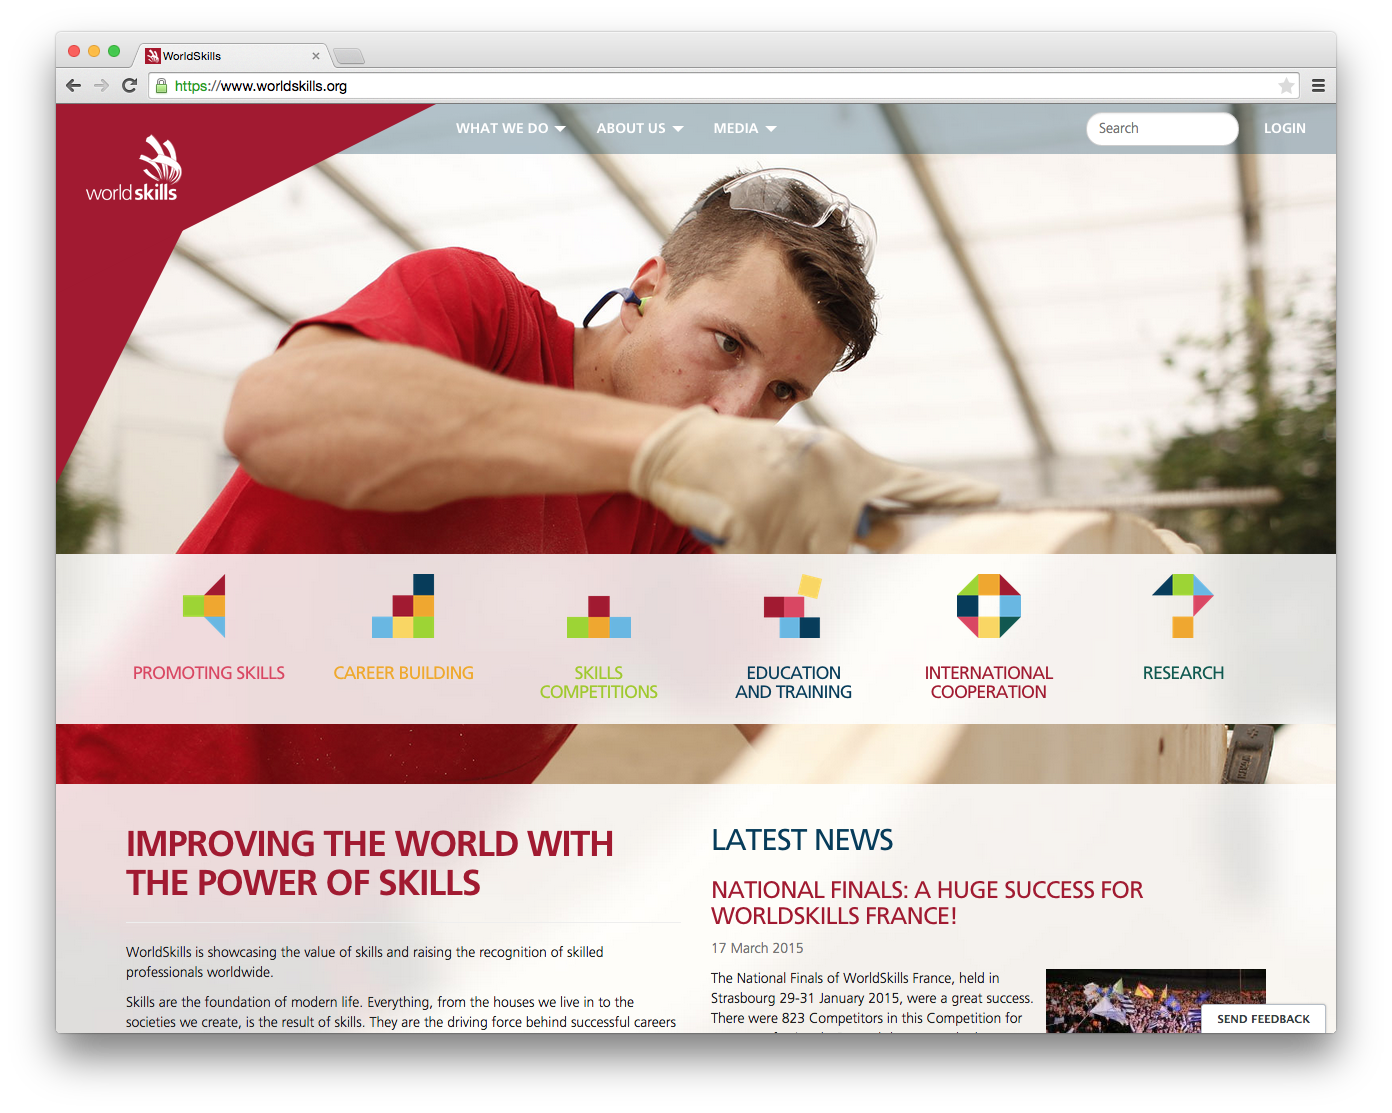 WorldSkills
https://www.worldskills.org
world skills
WHAT WE DO
ABOUT US
MEDIA
Search
LOGIN
PROMOTING SKILLS
CAREER BUILDING
SKILLS
COMPETITIONS
EDUCATION
AND TRAINING
INTERNATIONAL
COOPERATION
RESEARCH
IMPROVING THE WORLD WITH
THE POWER OF SKILLS
WorldSkills is showcasing the value of skills and raising the recognition of skilled
professionals worldwide.
Skills are the foundation of modern life. Everything, from the houses we live in to the
societies we create, is the result of skills. They are the driving force behind successful careers
LATEST NEWS
NATIONAL FINALS: A HUGE SUCCESS FOR
WORLDSKILLS FRANCE!
17 March 2015
The National Finals of WorldSkills France, held in
Strasbourg 29-31 January 2015, were a great success.
There were 823 Competitors in this Competition for
SEND FEEDBACK